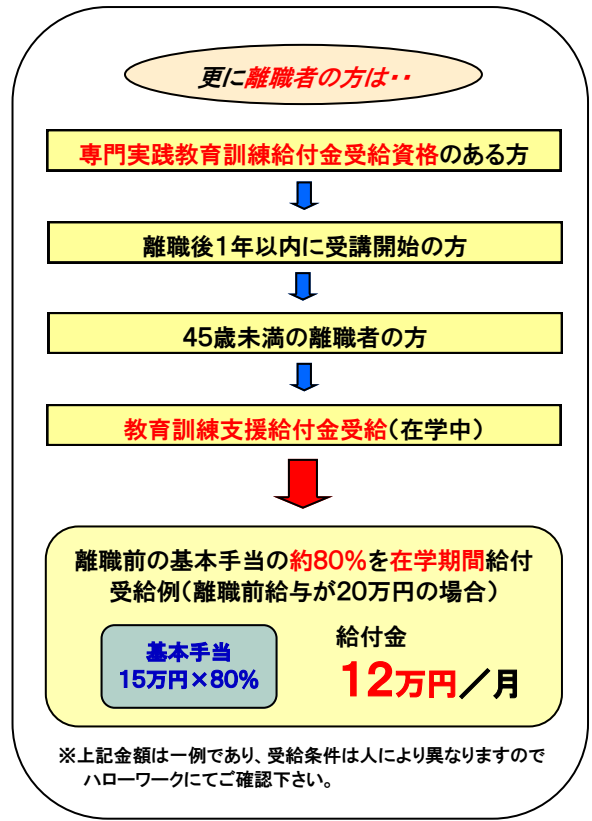 更に離職者の方は・・
専門実践教育訓練給付金受給資格のある方
離職後1年以内に受講開始の方
45歳未満の離職者の方
教育訓練支援給付金受給(在学中)
離職前の基本手当の約80%を在学期間給付
受給例(離職前給与が20万円の場合)
基本手当
15万円×80%
給付金
12万円／月
※上記金額は一例であり、受給条件は人により異なりますので
ハローワークにてご確認下さい。